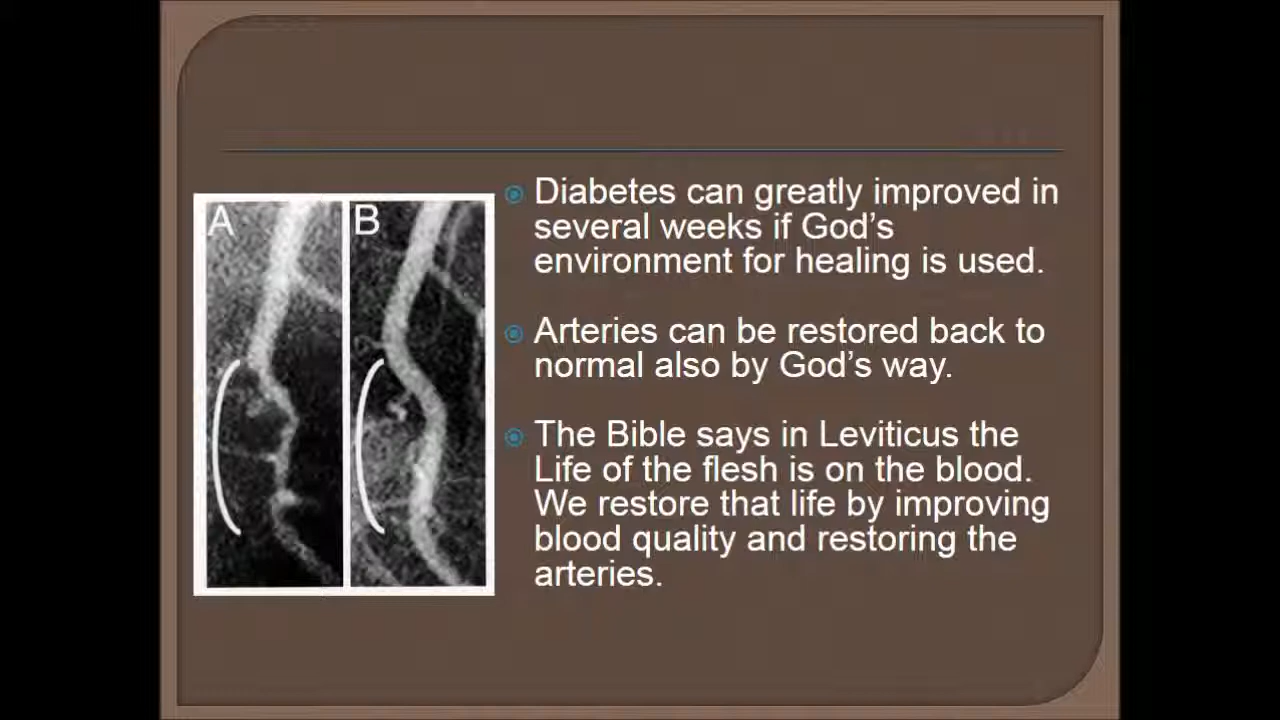 A
B
Diabetes can greatly improved in
several weeks if God's
environment for healing is used.
Arteries can be restored back to
normal also by God's way.
The Bible says in Leviticus the
Life of the flesh is on the blood.
We restore that life by improving
blood quality and restoring the
arteries.